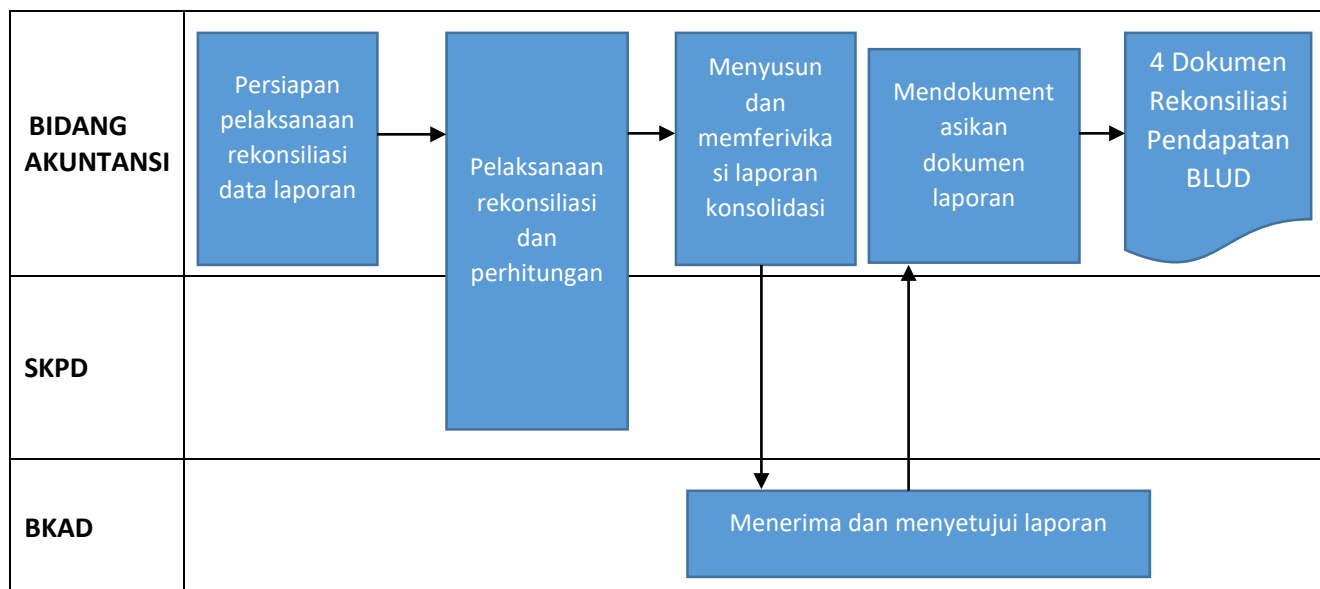 BIDANG
AKUNTANSI
Persiapan
pelaksanaan
rekonsiliasi
data laporan
Pelaksanaan
rekonsiliasi
dan
perhitungan
Menyusun
dan
memferivika
si laporan
konsolidasi
Mendokument
asikan
dokumen
laporan
4 Dokumen
Rekonsiliasi
Pendapatan
BLUD
SKPD
BKAD
Menerima dan menyetujui laporan